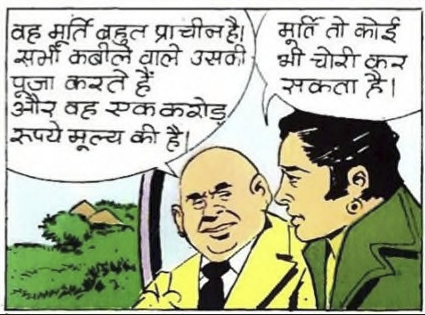 वह मूर्ति बहुत प्राचीन है।
सभी कबीले वाले उसकी
पूजा करते हैं
और वह एक करोड़
रूपये मूल्य की है।
मूर्ति तो कोई
भी चोरी कर
सकता है।